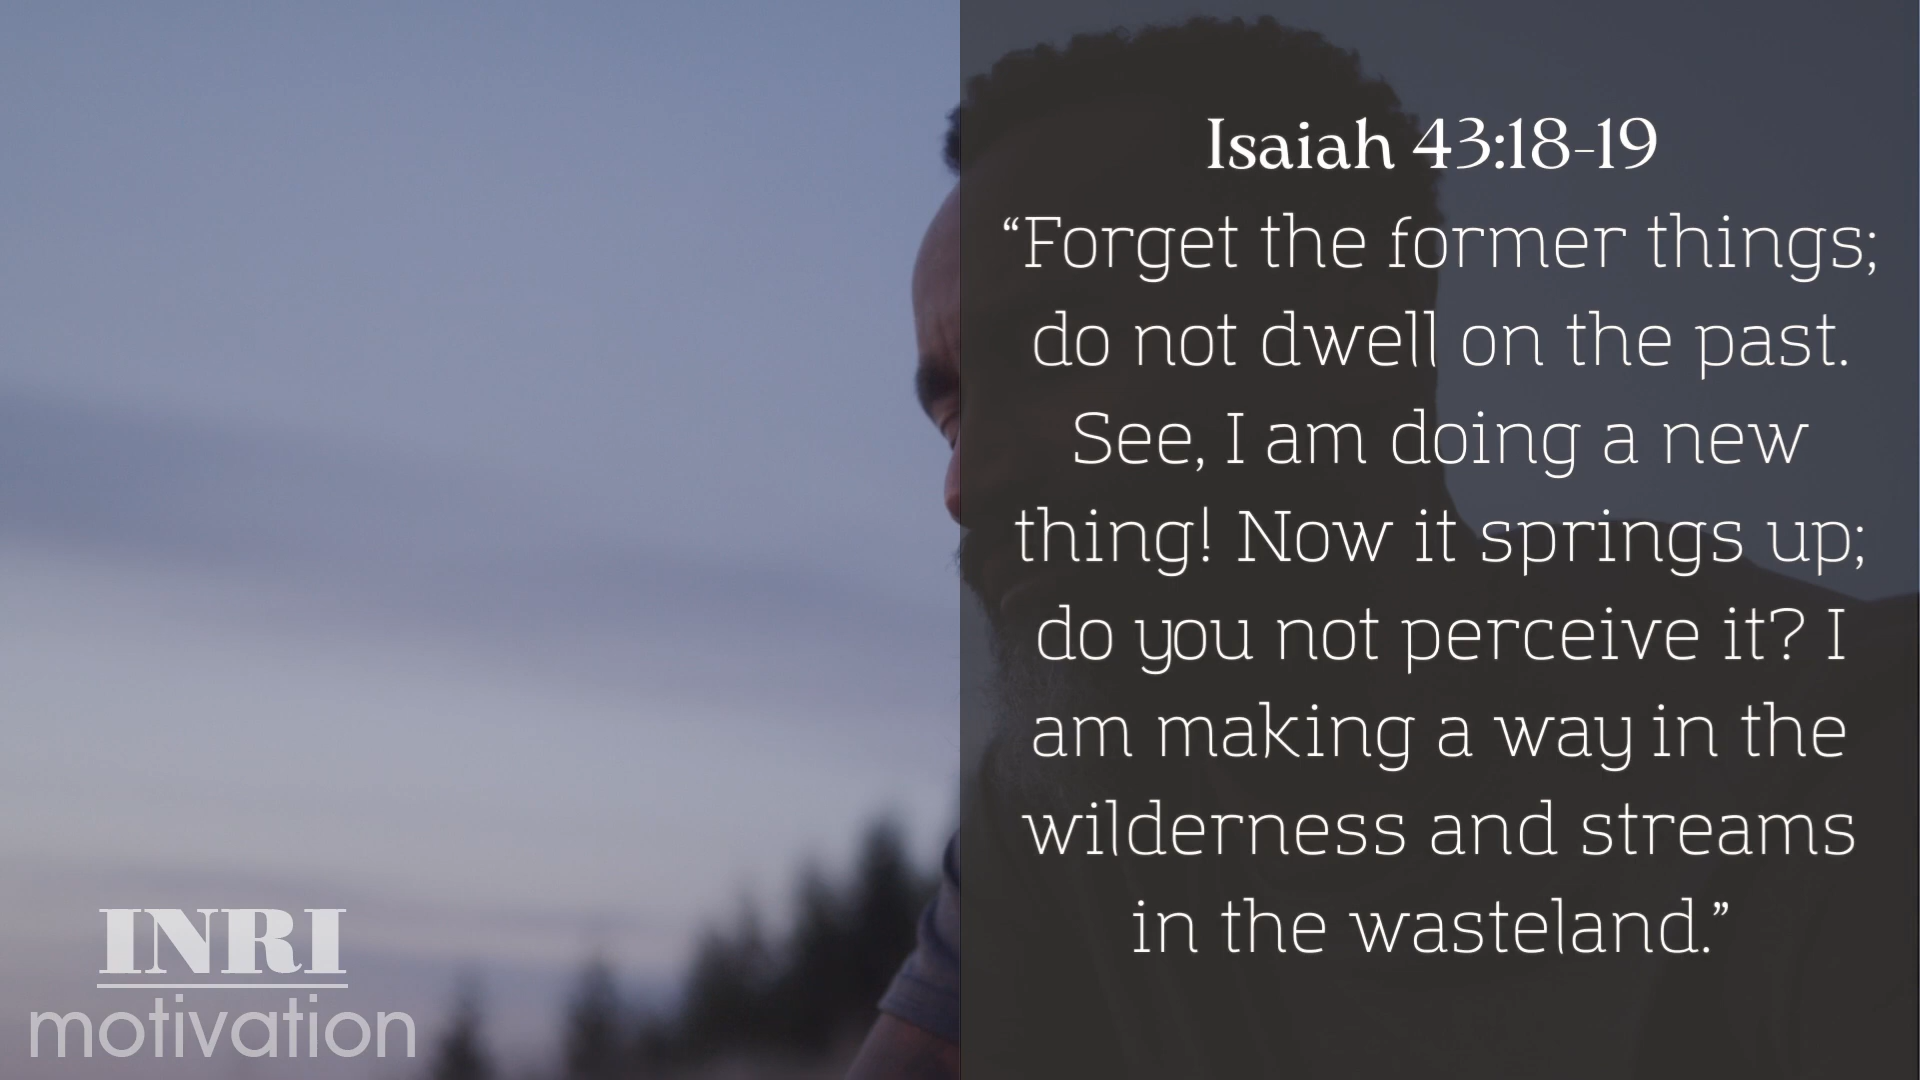 Isaiah 43:18-19
“Forget the former things;
do not dwell on the past.
See, I am doing a new
thing! Now it springs up;
do you not perceive it? I
am making a way in the
wilderness and streams
in the wasteland.”
INRI
motivation